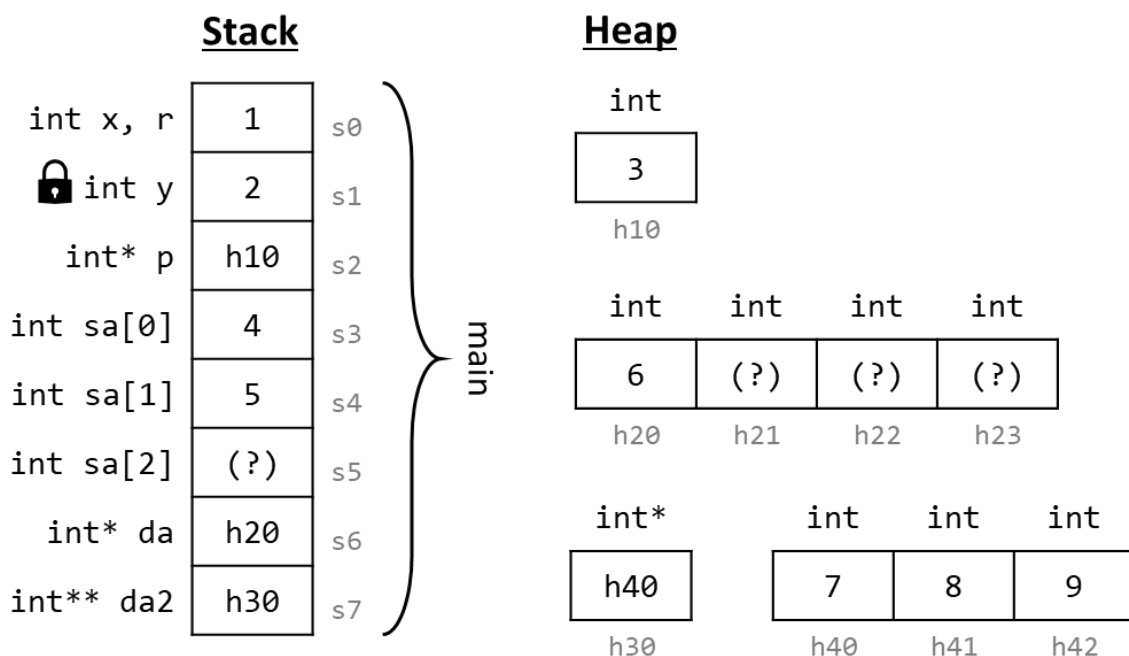 Stack
int x, r 1 s0
int y 2 s1
int* p h10 s2
int sa[0] 4 s3
int sa[1] 5 s4
int sa[2] (?) s5
int* da h20 s6
int** da2 h30 s7
main
Heap
int
3
h10
int int int int
6 (?) (?) (?)
h20 h21 h22 h23
int* int int int
h40 7 8 9
h30 h40 h41 h42